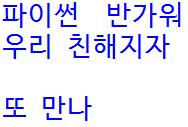 파이썬  반가워
우리 친해지자

또 만나